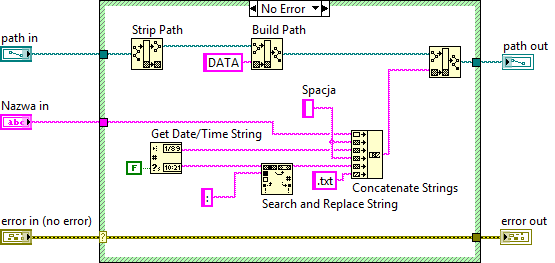 No Error
path in
Strip Path
Build Path
path out
DATA
Spacja
Nazwa in
abc
Get Date/Time String
1/89
10:21
F
:
.txt
Concatenate Strings
Search and Replace String
error in (no error)
?
error out